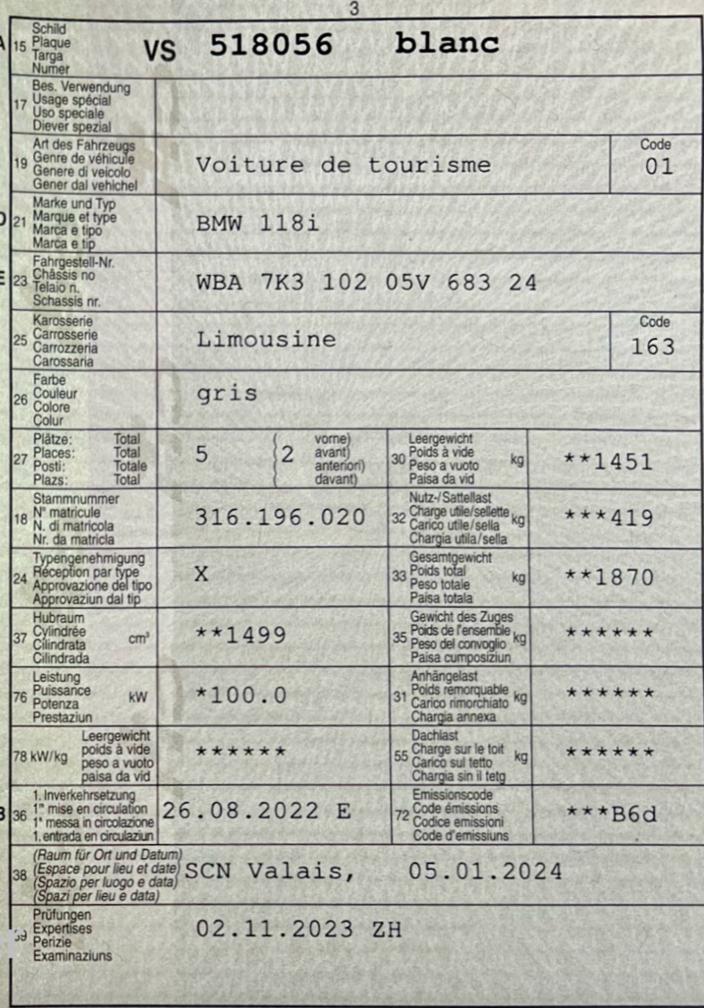 3
A 15 Schild
Plaque
Targa
Numer
VS 518056 blanc
17 Bes. Verwendung
Usage spécial
Uso speciale
Diever spezial
19 Art des Fahrzeugs
Genre de véhicule
Genere di veicolo
Gener dal vehichel
Voiture de tourisme
Code
01
D 21 Marke und Typ
Marque et type
Marca e tipo
Marca e tip
BMW 118i
E 23 Fahrgestell-Nr.
Châssis no
Telaio n.
Schassis nr.
WBA 7K3 102 05V 683 24
25 Karosserie
Carrosserie
Carrozzeria
Carossaria
Limousine
Code
163
26 Farbe
Couleur
Colore
Colur
gris
27 Plätze: Total
Places: Total
Posti: Totale
Plazs: Total
5 ( 2 vorne)
avant)
anteriori)
davant)
30 Leergewicht
Poids à vide
Peso a vuoto
Paisa da vid
kg
**1451
18 Stammnummer
N° matricule
N. di matricola
Nr. da matricla
316.196.020
32 Nutz-/Sattellast
Charge utile/sellette
Carico utile/sella
Chargia utila/sella
kg
***419
24 Typengenehmigung
Réception par type
Approvazione del tipo
Approvaziun dal tip
X
33 Gesamtgewicht
Poids total
Peso totale
Paisa totala
kg
**1870
37 Hubraum
Cylindrée
Cilindrata
Cilindrada
cm³
**1499
35 Gewicht des Zuges
Poids de l'ensemble
Peso del convoglio
Paisa cumposiziun
kg
******
76 Leistung
Puissance
Potenza
Prestaziun
kW
*100.0
31 Anhängelast
Poids remorquable
Carico rimorchiato
Chargia annexa
kg
******
78 kW/kg Leergewicht
poids à vide
peso a vuoto
paisa da vid
******
55 Dachlast
Charge sur le toit
Carico sul tetto
Chargia sin il tetg
kg
******
B 36 1. Inverkehrsetzung
1re mise en circulation
1a messa in circolazione
1. entrada en circulaziun
26.08.2022 E
72 Emissionscode
Code émissions
Codice emissioni
Code d'emissiuns
***B6d
38 (Raum für Ort und Datum)
(Espace pour lieu et date)
(Spazio per luogo e data)
(Spazi per lieu e data)
SCN Valais, 05.01.2024
39 Prüfungen
Expertises
Perizie
Examinaziuns
02.11.2023 ZH